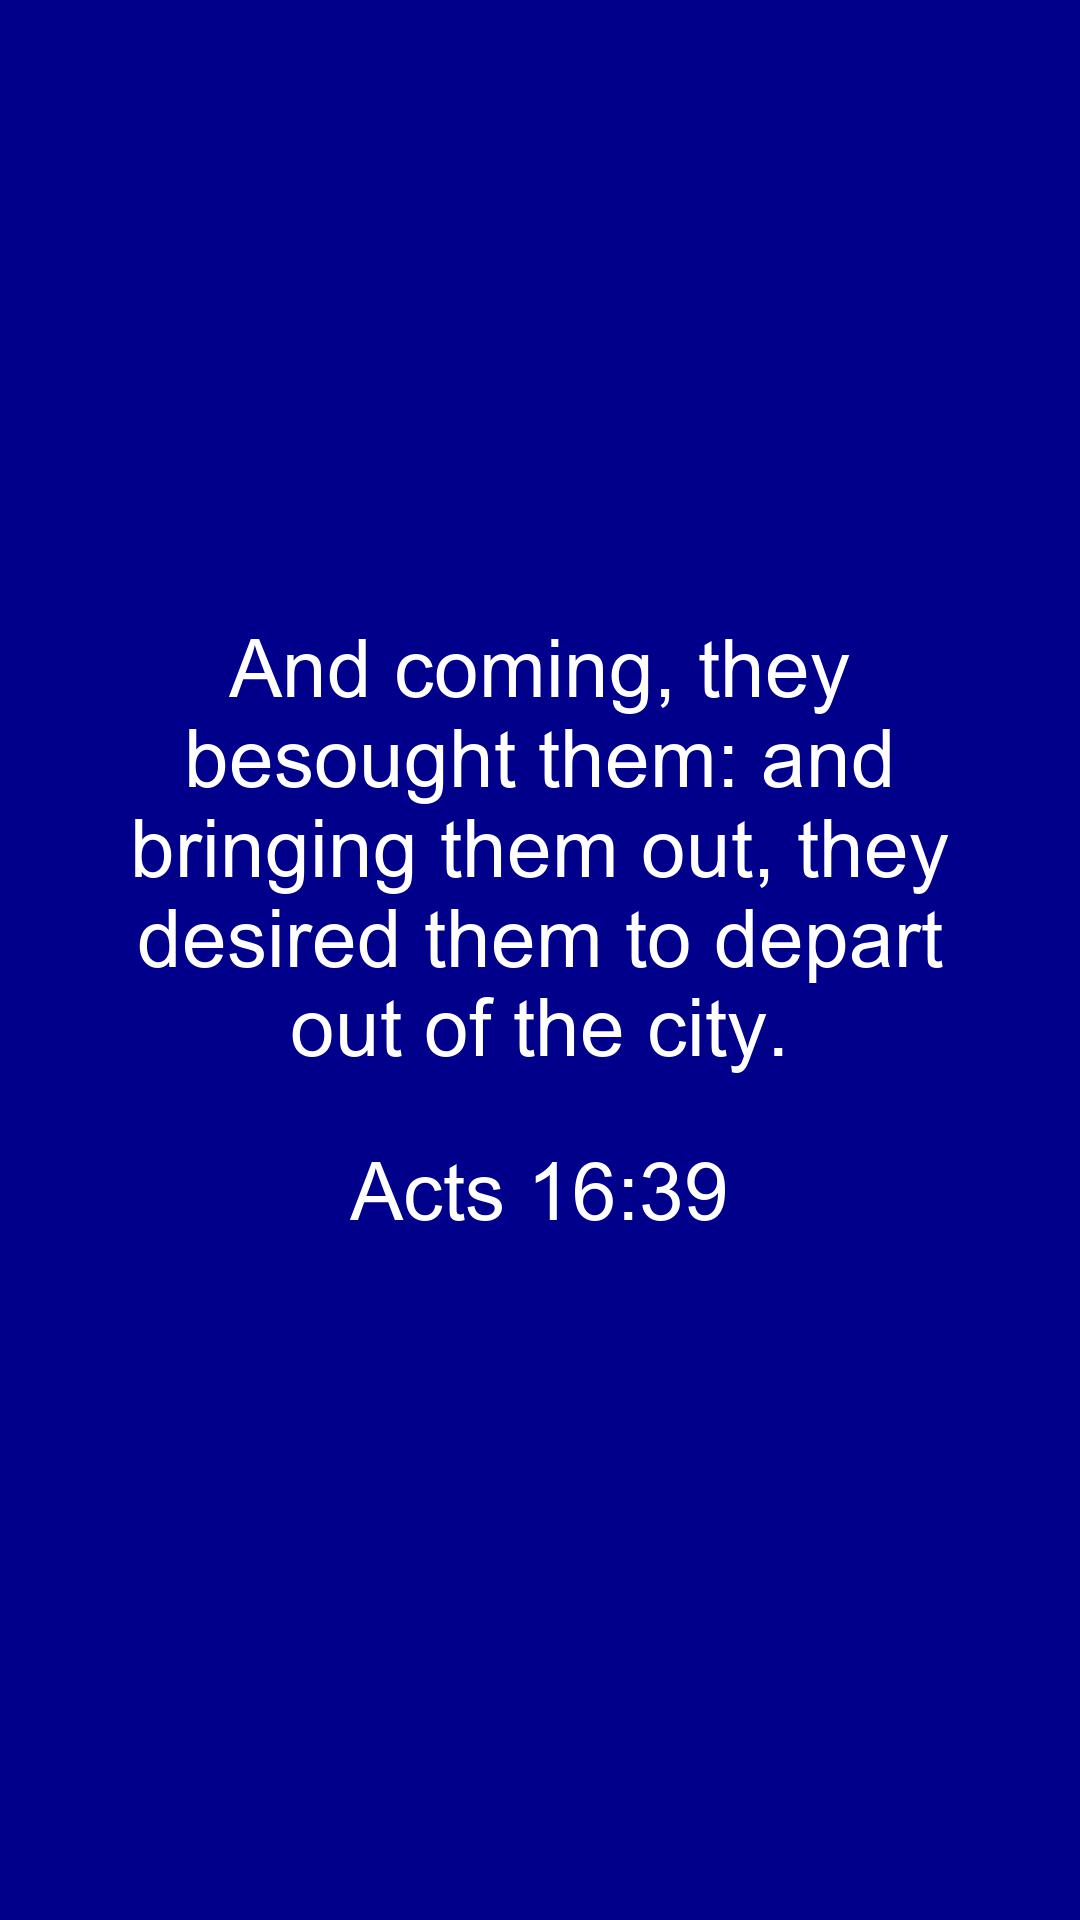 And coming, they
besought them: and
bringing them out, they
desired them to depart
out of the city.
Acts 16:39